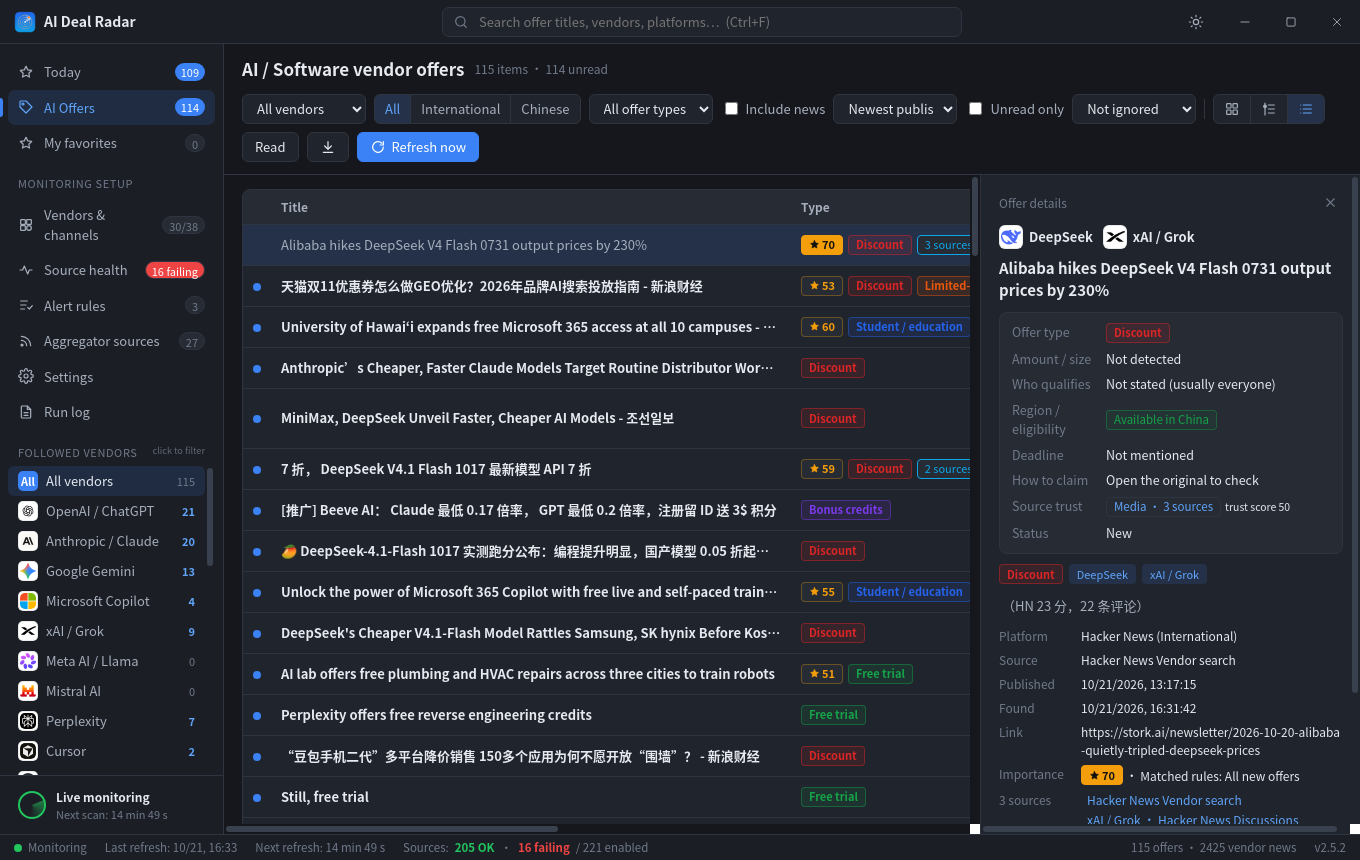 AI Deal Radar
Search offer titles, vendors, platforms… (Ctrl+F)
Today 109
AI Offers 114
My favorites 0
MONITORING SETUP
Vendors & channels 30/38
Source health 16 failing
Alert rules 3
Aggregator sources 27
Settings
Run log
FOLLOWED VENDORS click to filter
All All vendors 115
OpenAI / ChatGPT 21
Anthropic / Claude 20
Google Gemini 13
Microsoft Copilot 4
xAI / Grok 9
Meta AI / Llama 0
Mistral AI 0
Perplexity 7
Cursor 2
Live monitoring
Next scan: 14 min 49 s
AI / Software vendor offers 115 items · 114 unread
All vendors All International Chinese All offer types Include news Newest publis Unread only Not ignored
Read Refresh now
Title Type
Alibaba hikes DeepSeek V4 Flash 0731 output prices by 230% ★ 70 Discount 3 sources
天猫双11优惠券怎么做GEO优化？2026年品牌AI搜索投放指南 - 新浪财经 ★ 53 Discount Limited-
University of Hawaiʻi expands free Microsoft 365 access at all 10 campuses - … ★ 60 Student / education
Anthropic’s Cheaper, Faster Claude Models Target Routine Distributor Wor… Discount
MiniMax, DeepSeek Unveil Faster, Cheaper AI Models - 조선일보 Discount
7 折， DeepSeek V4.1 Flash 1017 最新模型 API 7 折 ★ 59 Discount 2 sources
[推广] Beeve AI： Claude 最低 0.17 倍率， GPT 最低 0.2 倍率，注册留 ID 送 3$ 积分 Bonus credits
🥭 DeepSeek-4.1-Flash 1017 实测跑分公布：编程提升明显，国产模型 0.05 折起… Discount
Unlock the power of Microsoft 365 Copilot with free live and self-paced train… ★ 55 Student / education
DeepSeek's Cheaper V4.1-Flash Model Rattles Samsung, SK hynix Before Kos… Discount
AI lab offers free plumbing and HVAC repairs across three cities to train robots ★ 51 Free trial
Perplexity offers free reverse engineering credits Free trial
“豆包手机二代”多平台降价销售 150多个应用为何不愿开放“围墙”？ - 新浪财经 Discount
Still, free trial Free trial
Offer details
DeepSeek xAI / Grok
Alibaba hikes DeepSeek V4 Flash 0731 output
prices by 230%
Offer type Discount
Amount / size Not detected
Who qualifies Not stated (usually everyone)
Region / eligibility Available in China
Deadline Not mentioned
How to claim Open the original to check
Source trust Media · 3 sources trust score 50
Status New
Discount DeepSeek xAI / Grok
（HN 23 分，22 条评论）
Platform Hacker News (International)
Source Hacker News Vendor search
Published 10/21/2026, 13:17:15
Found 10/21/2026, 16:31:42
Link https://stork.ai/newsletter/2026-10-20-alibaba
-quietly-tripled-deepseek-prices
Importance ★ 70 · Matched rules: All new offers
3 sources Hacker News Vendor search
xAI / Grok · Hacker News Discussions
Monitoring Last refresh: 10/21, 16:33 Next refresh: 14 min 49 s Sources: 205 OK · 16 failing / 221 enabled 115 offers · 2425 vendor news v2.5.2